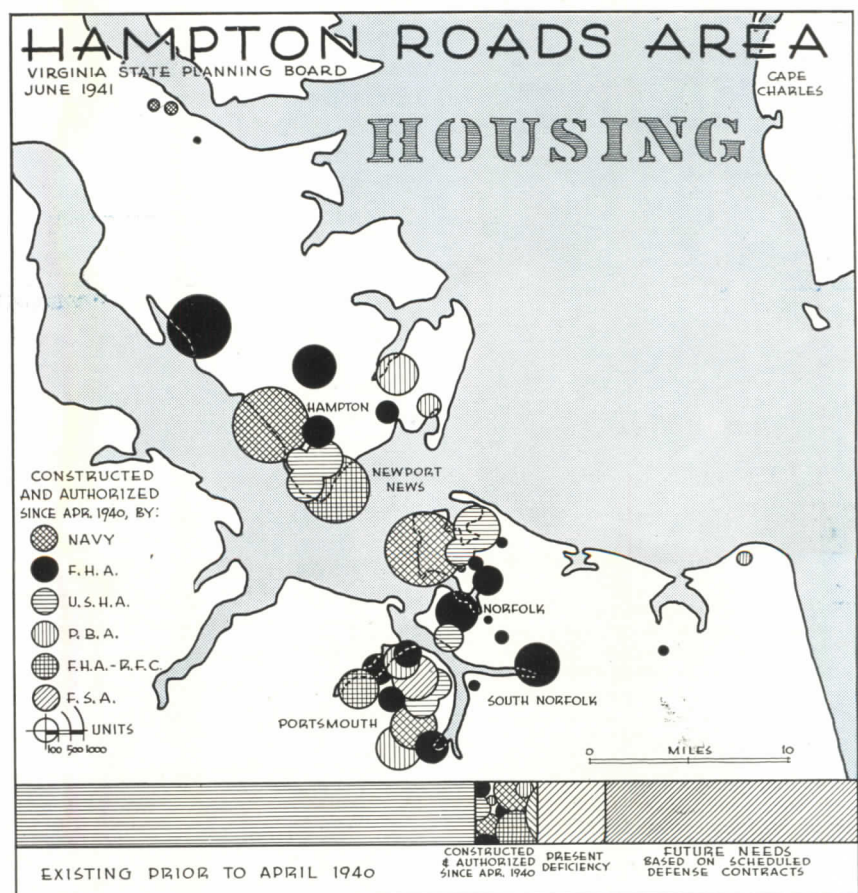 HAMPTON ROADS AREA
VIRGINIA STATE PLANNING BOARD
JUNE 1941
CAPE
CHARLES
HOUSING
HAMPTON
NEWPORT
NEWS
CONSTRUCTED
AND AUTHORIZED
SINCE APR. 1940, BY:
NAVY
F.H.A.
U.S.H.A.
P.B.A.
F.H.A.-R.F.C.
F.S.A.
UNITS
100 500 1000
NORFOLK
SOUTH NORFOLK
PORTSMOUTH
0 MILES 10
EXISTING PRIOR TO APRIL 1940
CONSTRUCTED
& AUTHORIZED
SINCE APR. 1940
PRESENT
DEFICIENCY
FUTURE NEEDS
BASED ON SCHEDULED
DEFENSE CONTRACTS